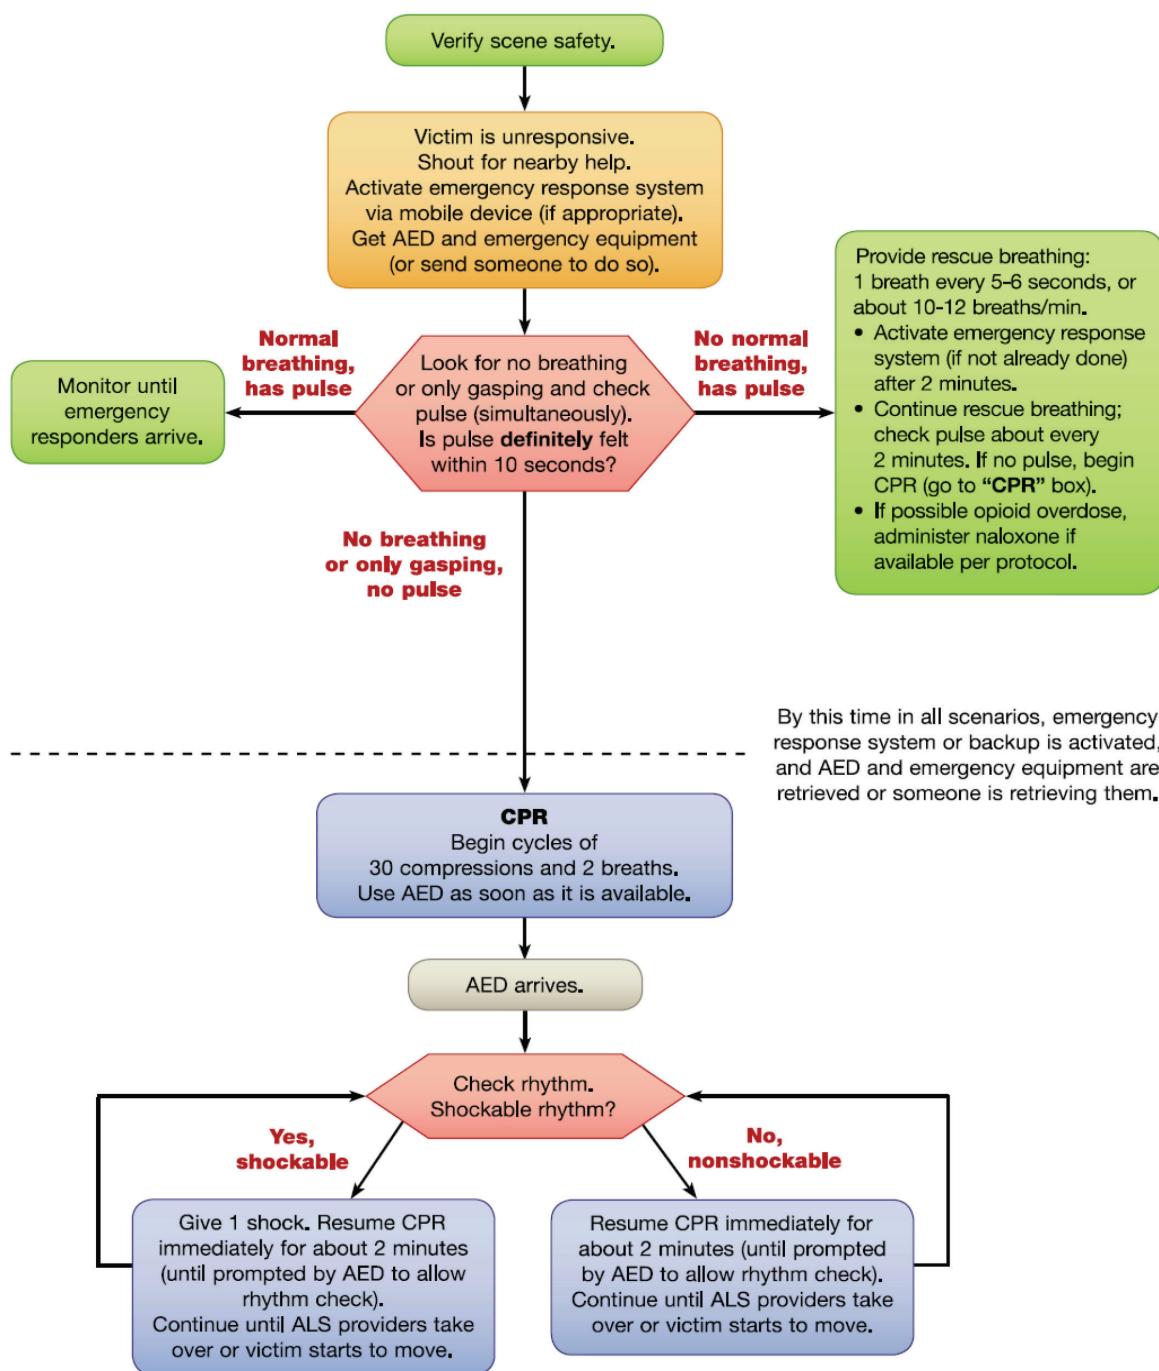 Verify scene safety.
Victim is unresponsive.
Shout for nearby help.
Activate emergency response system
via mobile device (if appropriate).
Get AED and emergency equipment
(or send someone to do so).
Normal
breathing,
has pulse
Monitor until
emergency
responders arrive.
Look for no breathing
or only gasping and check
pulse (simultaneously).
Is pulse definitely felt
within 10 seconds?
No normal
breathing,
has pulse
Provide rescue breathing:
1 breath every 5-6 seconds, or
about 10-12 breaths/min.
• Activate emergency response
system (if not already done)
after 2 minutes.
• Continue rescue breathing;
check pulse about every
2 minutes. If no pulse, begin
CPR (go to “CPR” box).
• If possible opioid overdose,
administer naloxone if
available per protocol.
No breathing
or only gasping,
no pulse
By this time in all scenarios, emergency
response system or backup is activated,
and AED and emergency equipment are
retrieved or someone is retrieving them.
CPR
Begin cycles of
30 compressions and 2 breaths.
Use AED as soon as it is available.
AED arrives.
Check rhythm.
Shockable rhythm?
Yes,
shockable
No,
nonshockable
Give 1 shock. Resume CPR
immediately for about 2 minutes
(until prompted by AED to allow
rhythm check).
Continue until ALS providers take
over or victim starts to move.
Resume CPR immediately for
about 2 minutes (until prompted
by AED to allow rhythm check).
Continue until ALS providers take
over or victim starts to move.